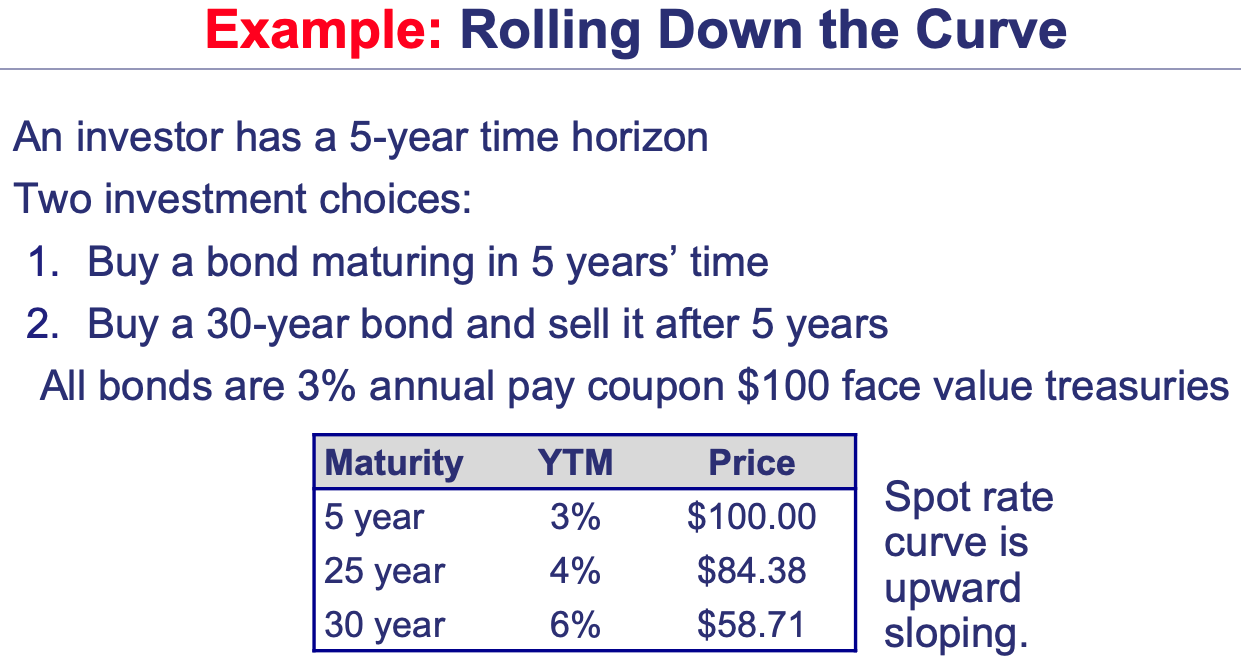 Example: Rolling Down the Curve
An investor has a 5-year time horizon
Two investment choices:
1. Buy a bond maturing in 5 years’ time
2. Buy a 30-year bond and sell it after 5 years
All bonds are 3% annual pay coupon $100 face value treasuries
Maturity YTM Price
5 year 3% $100.00
25 year 4% $84.38
30 year 6% $58.71
Spot rate
curve is
upward
sloping.